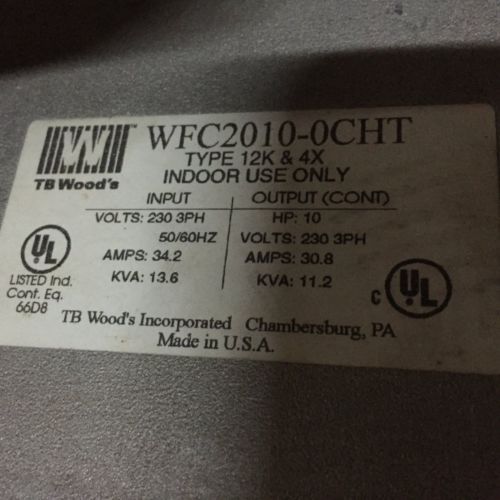 WFC2010-0CHT
TYPE 12K & 4X
INDOOR USE ONLY
W
TB Wood's
INPUT
VOLTS: 230 3PH
50/60HZ
AMPS: 34.2
KVA: 13.6
OUTPUT (CONT)
HP: 10
VOLTS: 230 3PH
AMPS: 30.8
KVA: 11.2
UL
LISTED Ind.
Cont. Eq.
66D8
C UL
TB Wood's Incorporated Chambersburg, PA
Made in U.S.A.